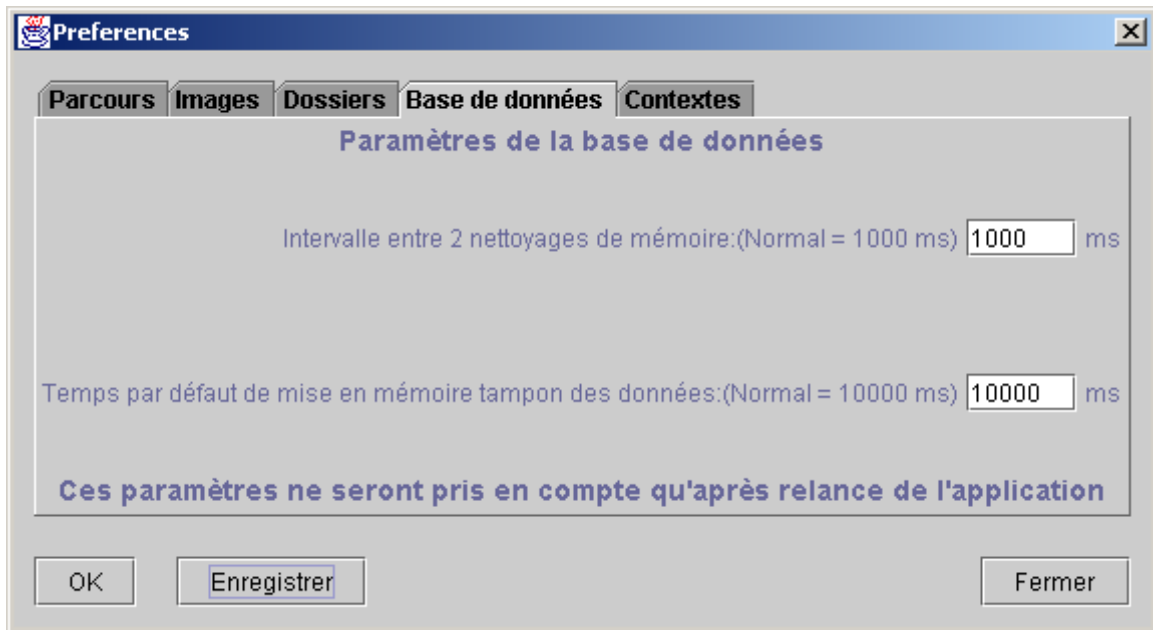 Preferences
Parcours Images Dossiers Base de données Contextes
Paramètres de la base de données
Intervalle entre 2 nettoyages de mémoire:(Normal = 1000 ms) 1000 ms
Temps par défaut de mise en mémoire tampon des données:(Normal = 10000 ms) 10000 ms
Ces paramètres ne seront pris en compte qu'après relance de l'application
OK Enregistrer Fermer